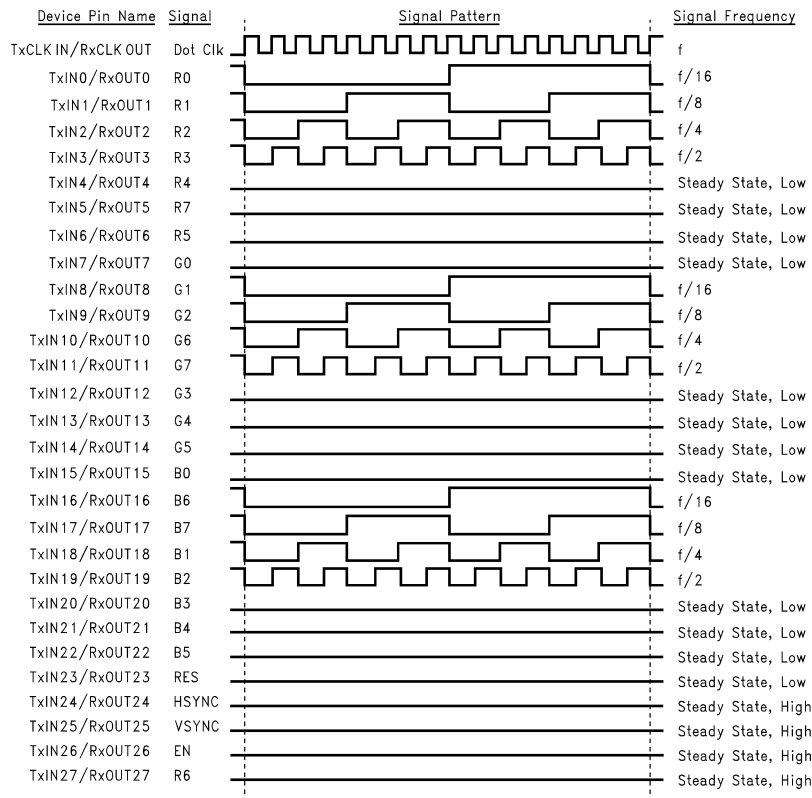 Device Pin Name Signal Signal Pattern Signal Frequency
TxCLK IN/RxCLK OUT Dot Clk f
TxIN0/RxOUT0 R0 f/16
TxIN1/RxOUT1 R1 f/8
TxIN2/RxOUT2 R2 f/4
TxIN3/RxOUT3 R3 f/2
TxIN4/RxOUT4 R4 Steady State, Low
TxIN5/RxOUT5 R7 Steady State, Low
TxIN6/RxOUT6 R5 Steady State, Low
TxIN7/RxOUT7 G0 Steady State, Low
TxIN8/RxOUT8 G1 f/16
TxIN9/RxOUT9 G2 f/8
TxIN10/RxOUT10 G6 f/4
TxIN11/RxOUT11 G7 f/2
TxIN12/RxOUT12 G3 Steady State, Low
TxIN13/RxOUT13 G4 Steady State, Low
TxIN14/RxOUT14 G5 Steady State, Low
TxIN15/RxOUT15 B0 Steady State, Low
TxIN16/RxOUT16 B6 f/16
TxIN17/RxOUT17 B7 f/8
TxIN18/RxOUT18 B1 f/4
TxIN19/RxOUT19 B2 f/2
TxIN20/RxOUT20 B3 Steady State, Low
TxIN21/RxOUT21 B4 Steady State, Low
TxIN22/RxOUT22 B5 Steady State, Low
TxIN23/RxOUT23 RES Steady State, Low
TxIN24/RxOUT24 HSYNC Steady State, High
TxIN25/RxOUT25 VSYNC Steady State, High
TxIN26/RxOUT26 EN Steady State, High
TxIN27/RxOUT27 R6 Steady State, High